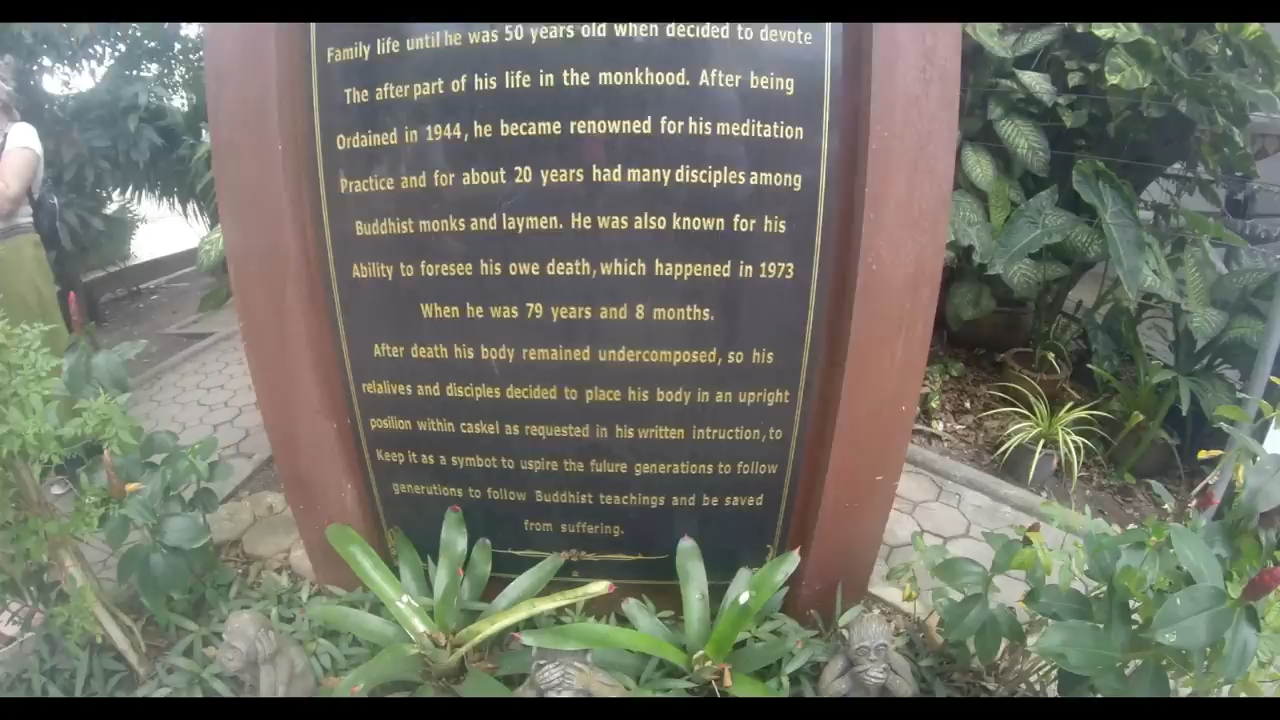 Family life until he was 50 years old when decided to devote
The after part of his life in the monkhood. After being
Ordained in 1944, he became renowned for his meditation
Practice and for about 20 years had many disciples among
Buddhist monks and laymen. He was also known for his
Ability to foresee his owe death, which happened in 1973
When he was 79 years and 8 months.
After death his body remained undercomposed, so his
relalives and disciples decided to place his body in an upright
posilion within caskel as requested in his written intruction, to
Keep it as a symbot to uspire the fulure generations to follow
generutions to follow Buddhist teachings and be saved
from suffering.